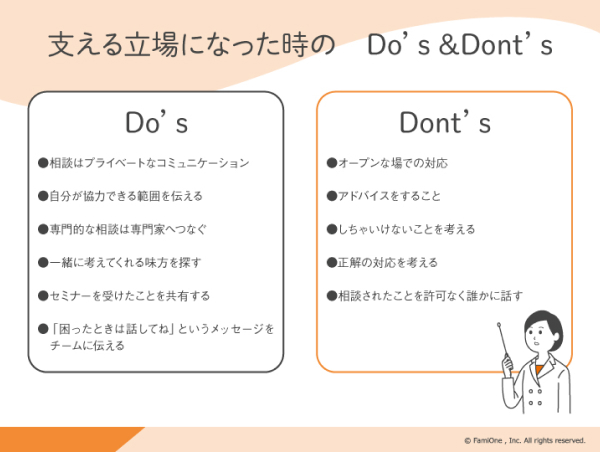 支える立場になった時の　Do’s &Dont’s
Do’s
●相談はプライベートなコミュニケーション
●自分が協力できる範囲を伝える
●専門的な相談は専門家へつなぐ
●一緒に考えてくれる味方を探す
●セミナーを受けたことを共有する
●「困ったときは話してね」というメッセージを
チームに伝える
Dont’s
●オープンな場での対応
●アドバイスをすること
●しちゃいけないことを考える
●正解の対応を考える
●相談されたことを許可なく誰かに話す
© FamiOne , Inc. All rights reserved.